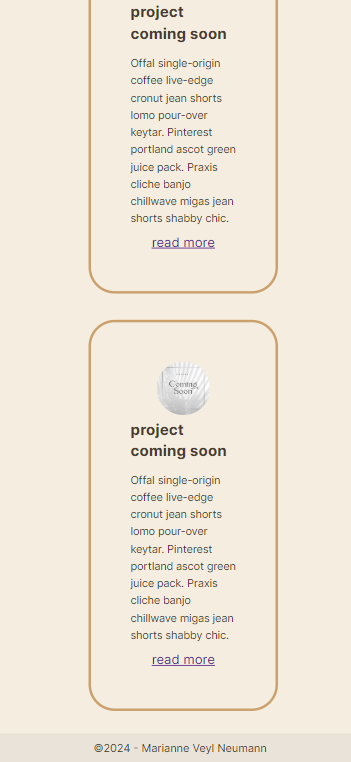 project
coming soon
Offal single-origin
coffee live-edge
cronut jean shorts
lomo pour-over
keytar. Pinterest
portland ascot green
juice pack. Praxis
cliche banjo
chillwave migas jean
shorts shabby chic.
read more
Coming
Soon
project
coming soon
Offal single-origin
coffee live-edge
cronut jean shorts
lomo pour-over
keytar. Pinterest
portland ascot green
juice pack. Praxis
cliche banjo
chillwave migas jean
shorts shabby chic.
read more
©2024 - Marianne Veyl Neumann